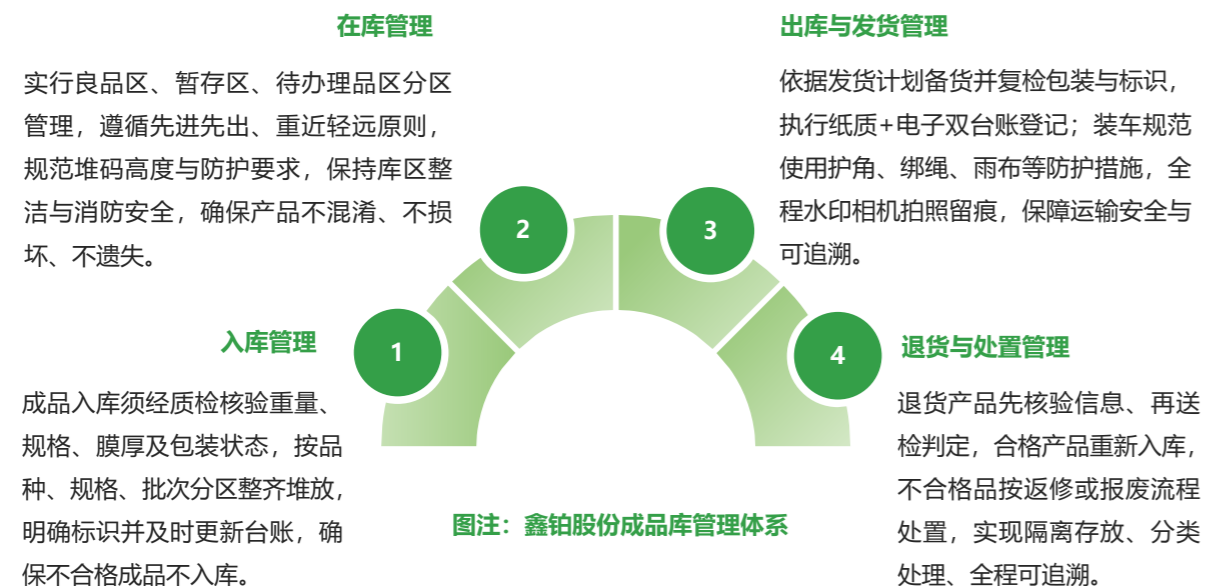 在库管理
实行良品区、暂存区、待办理品区分区
管理，遵循先进先出、重近轻远原则，
规范堆码高度与防护要求，保持库区整
洁与消防安全，确保产品不混淆、不损
坏、不遗失。
出库与发货管理
依据发货计划备货并复检包装与标识，
执行纸质+电子双台账登记；装车规范
使用护角、绑绳、雨布等防护措施，全
程水印相机拍照留痕，保障运输安全与
可追溯。
2
3
入库管理
成品入库须经质检核验重量、
规格、膜厚及包装状态，按品
种、规格、批次分区整齐堆放，
明确标识并及时更新台账，确
保不合格成品不入库。
1
4
退货与处置管理
退货产品先核验信息、再送
检判定，合格产品重新入库，
不合格品按返修或报废流程
处置，实现隔离存放、分类
处理、全程可追溯。
图注：鑫铂股份成品库管理体系